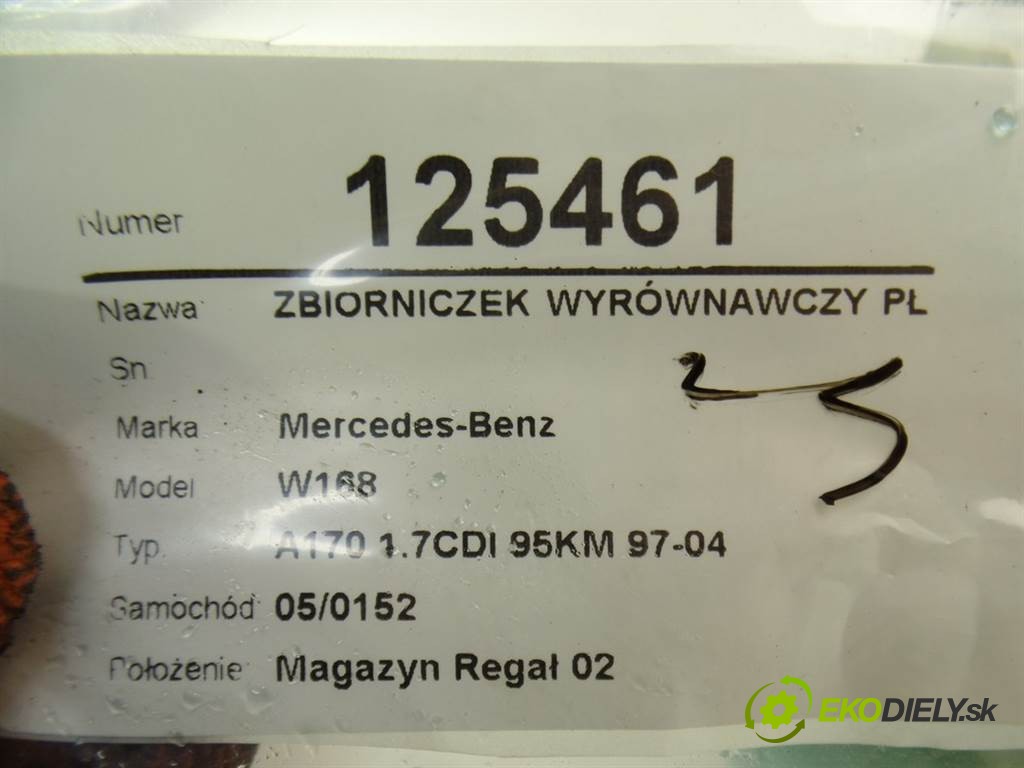 Numer 125461
Nazwa ZBIORNICZEK WYRÓWNAWCZY PŁ
Sn
Marka Mercedes-Benz
Model W168
Typ. A170 1.7CDI 95KM 97-04
Samochód 05/0152
Położenie Magazyn Regał 02
EKODIELY.sk